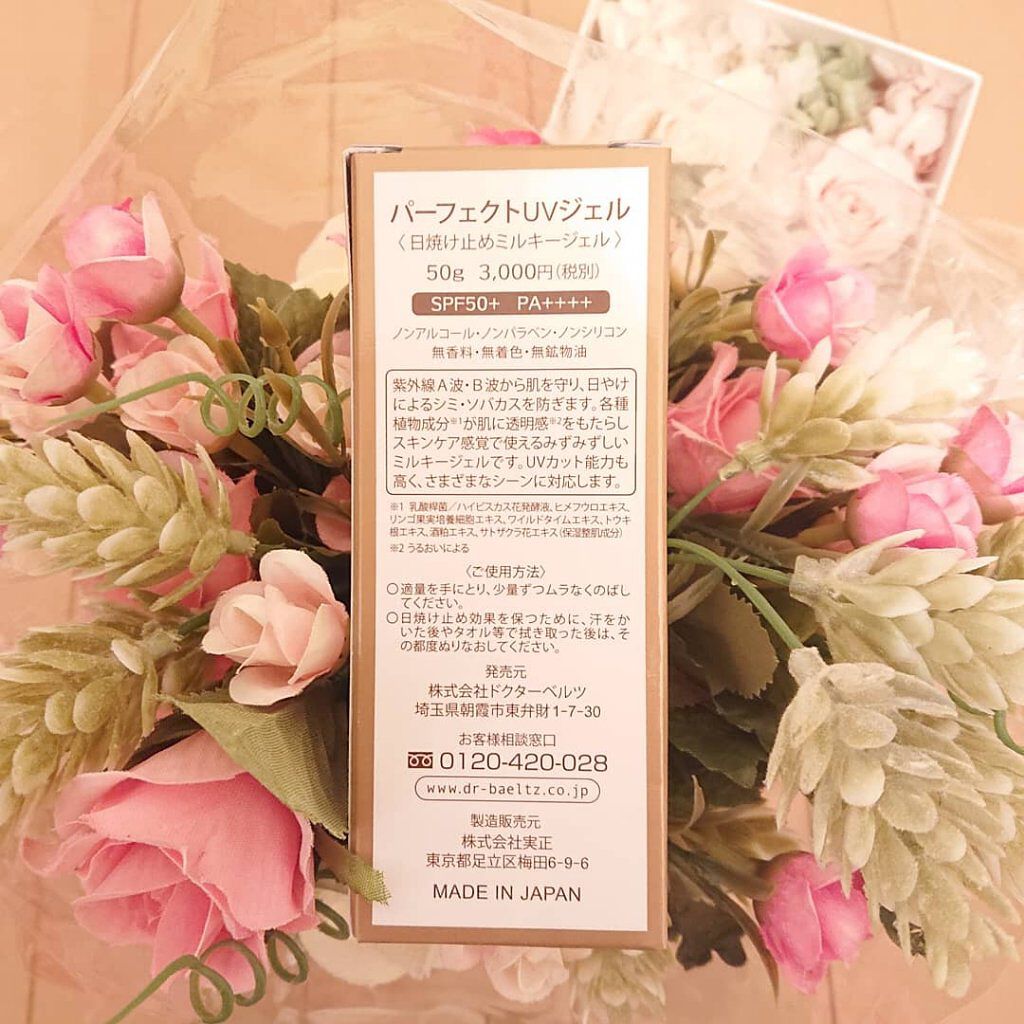 パーフェクトUVジェル
〈日焼け止めミルキージェル〉
50g 3,000円(税別)
SPF50+ PA++++
ノンアルコール・ノンパラベン・ノンシリコン
無香料・無着色・無鉱物油
紫外線A波・B波から肌を守り、日やけ
によるシミ・ソバカスを防ぎます。各種
植物成分※1が肌に透明感※2をもたらし
スキンケア感覚で使えるみずみずしい
ミルキージェルです。UVカット能力も
高く、さまざまなシーンに対応します。
※1 乳酸桿菌／ハイビスカス花発酵液、ヒメフウロエキス、
リンゴ果実培養細胞エキス、ワイルドタイムエキス、トウキ
根エキス、酒粕エキス、サトザクラ花エキス(保湿整肌成分)
※2 うるおいによる
〈ご使用方法〉
○適量を手にとり、少量ずつムラなくのばし
てください。
○日焼け止め効果を保つために、汗をか
いた後やタオル等で拭き取った後は、そ
の都度ぬりなおしてください。
発売元
株式会社ドクターベルツ
埼玉県朝霞市東弁財1-7-30
お客様相談窓口
0120-420-028
www.dr-baeltz.co.jp
製造販売元
株式会社実正
東京都足立区梅田6-9-6
MADE IN JAPAN